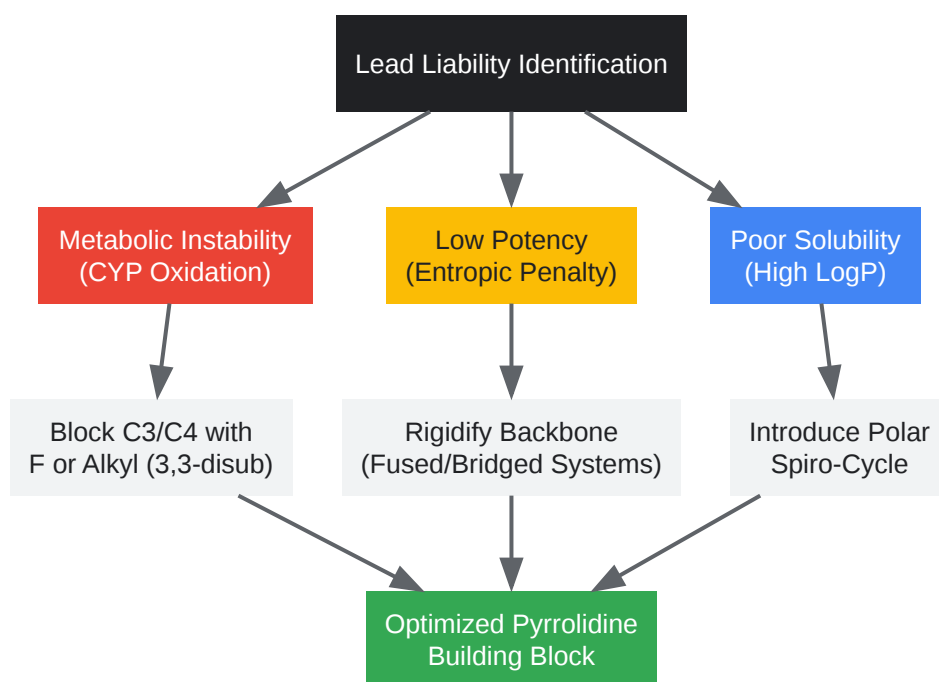 Lead Liability Identification
Metabolic Instability
(CYP Oxidation)
Low Potency
(Entropic Penalty)
Poor Solubility
(High LogP)
Block C3/C4 with
F or Alkyl (3,3-disub)
Rigidify Backbone
(Fused/Bridged Systems)
Introduce Polar
Spiro-Cycle
Optimized Pyrrolidine
Building Block